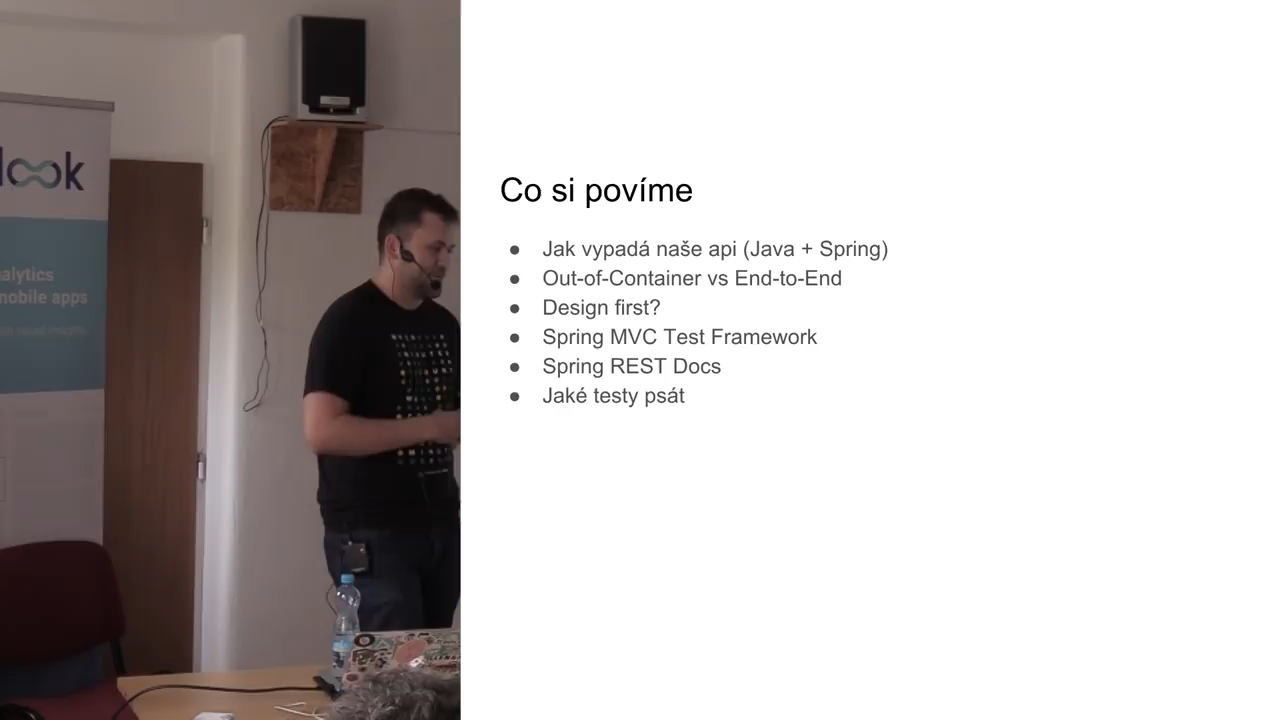 look
alytics
mobile apps
Co si povíme
● Jak vypadá naše api (Java + Spring)
● Out-of-Container vs End-to-End
● Design first?
● Spring MVC Test Framework
● Spring REST Docs
● Jaké testy psát